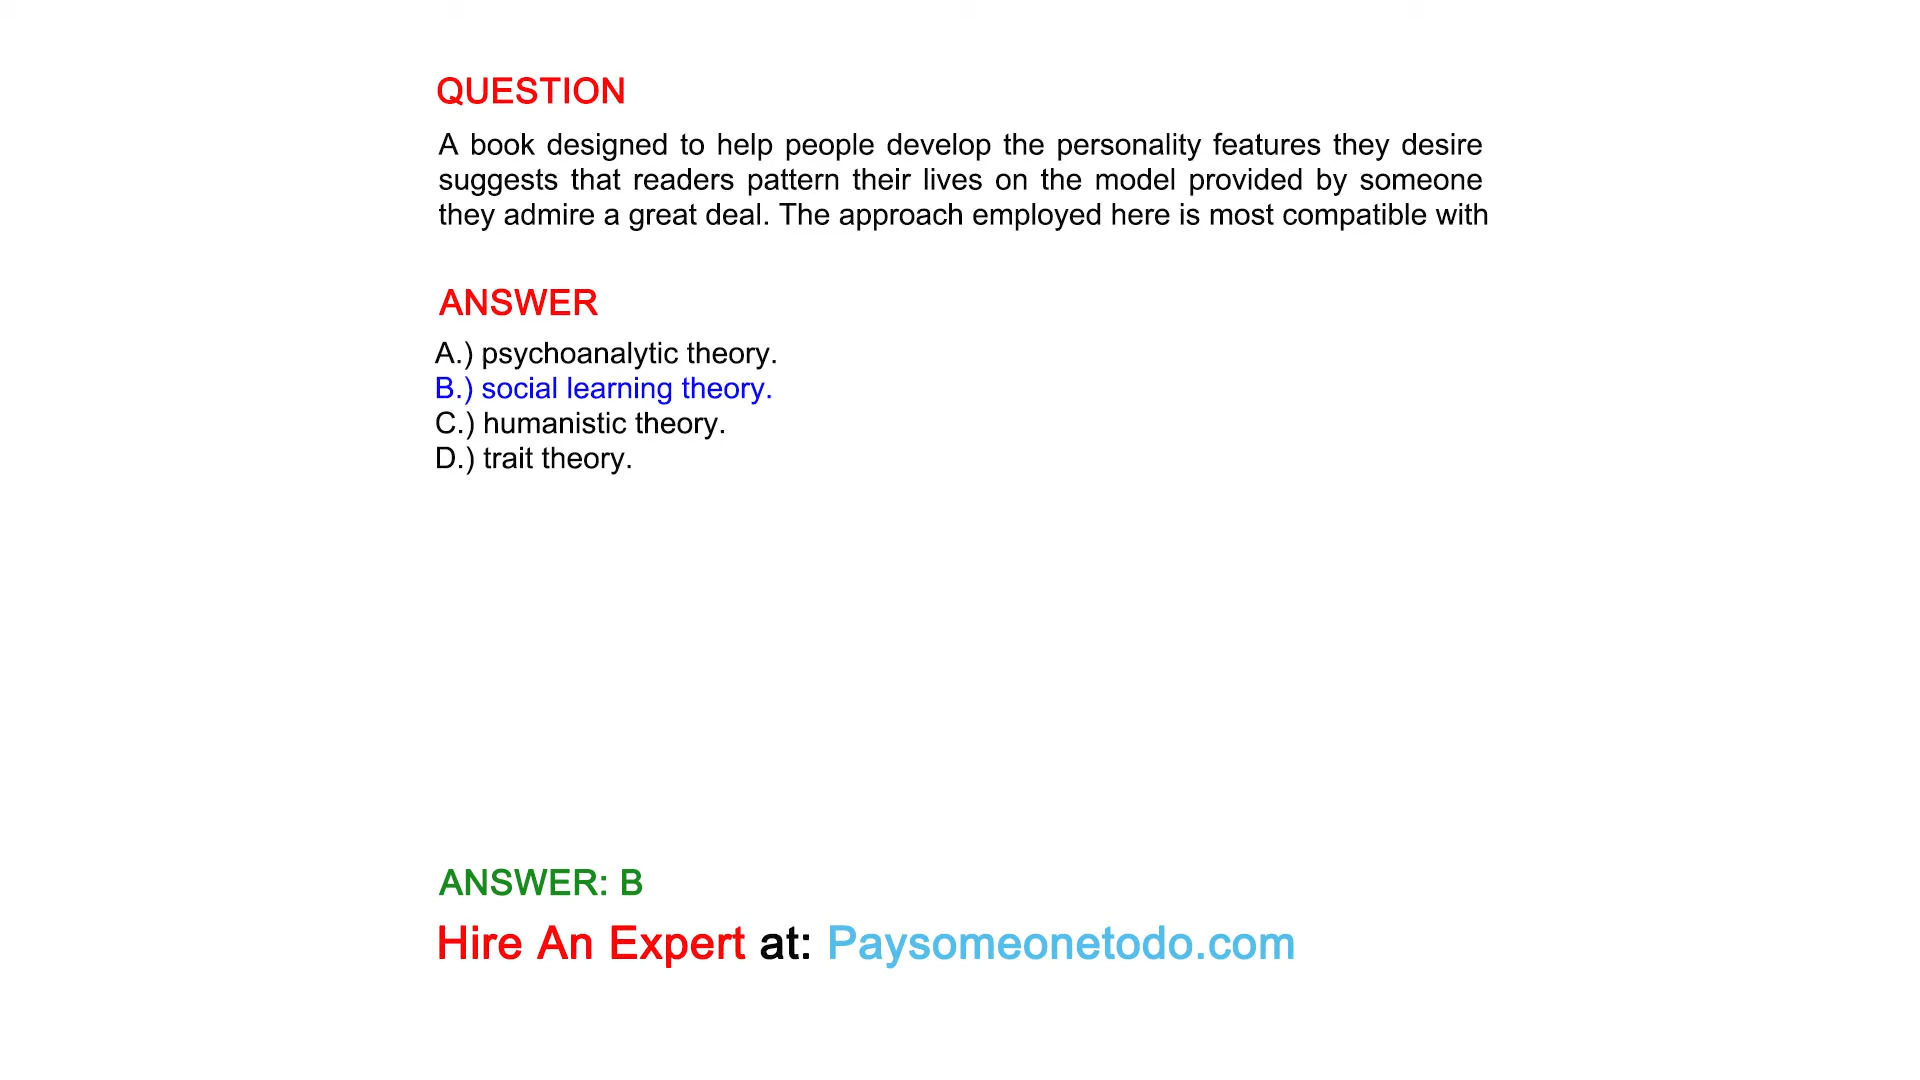 QUESTION
A book designed to help people develop the personality features they desire
suggests that readers pattern their lives on the model provided by someone
they admire a great deal. The approach employed here is most compatible with
ANSWER
A.) psychoanalytic theory.
B.) social learning theory.
C.) humanistic theory.
D.) trait theory.
ANSWER: B
Hire An Expert at: Paysomeonetodo.com